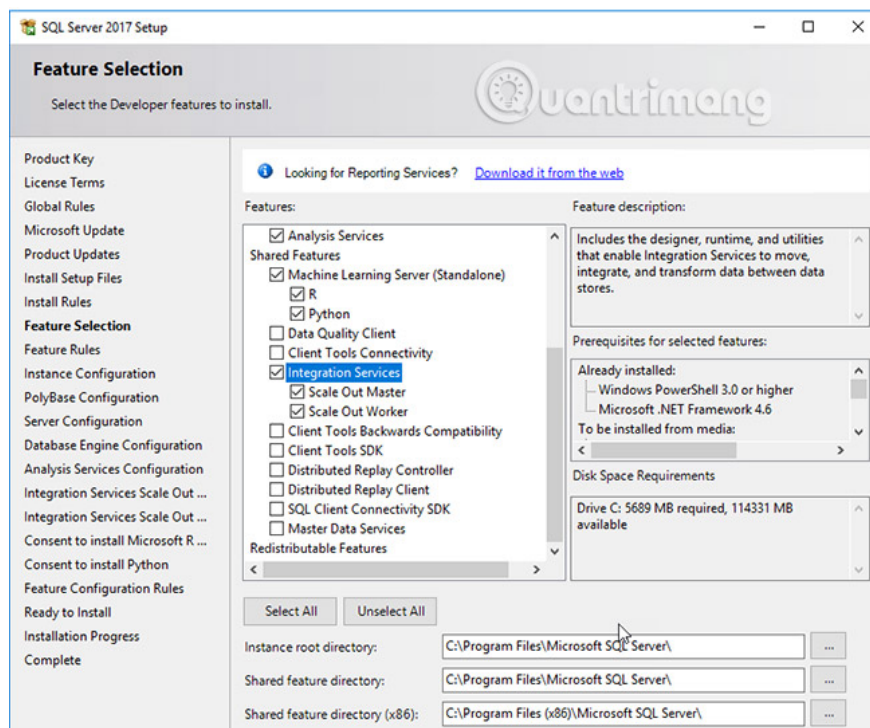 SQL Server 2017 Setup
Feature Selection
Select the Developer features to install.
Quantrimang
Product Key
License Terms
Global Rules
Microsoft Update
Product Updates
Install Setup Files
Install Rules
Feature Selection
Feature Rules
Instance Configuration
PolyBase Configuration
Server Configuration
Database Engine Configuration
Analysis Services Configuration
Integration Services Scale Out ...
Integration Services Scale Out ...
Consent to install Microsoft R ...
Consent to install Python
Feature Configuration Rules
Ready to Install
Installation Progress
Complete
Looking for Reporting Services? Download it from the web
Features:
Analysis Services
Shared Features
Machine Learning Server (Standalone)
R
Python
Data Quality Client
Client Tools Connectivity
Integration Services
Scale Out Master
Scale Out Worker
Client Tools Backwards Compatibility
Client Tools SDK
Distributed Replay Controller
Distributed Replay Client
SQL Client Connectivity SDK
Master Data Services
Redistributable Features
Feature description:
Includes the designer, runtime, and utilities
that enable Integration Services to move,
integrate, and transform data between data
stores.
Prerequisites for selected features:
Already installed:
Windows PowerShell 3.0 or higher
Microsoft .NET Framework 4.6
To be installed from media:
Disk Space Requirements
Drive C: 5689 MB required, 114331 MB
available
Select All Unselect All
Instance root directory: C:\Program Files\Microsoft SQL Server\ ...
Shared feature directory: C:\Program Files\Microsoft SQL Server\ ...
Shared feature directory (x86): C:\Program Files (x86)\Microsoft SQL Server\ ...